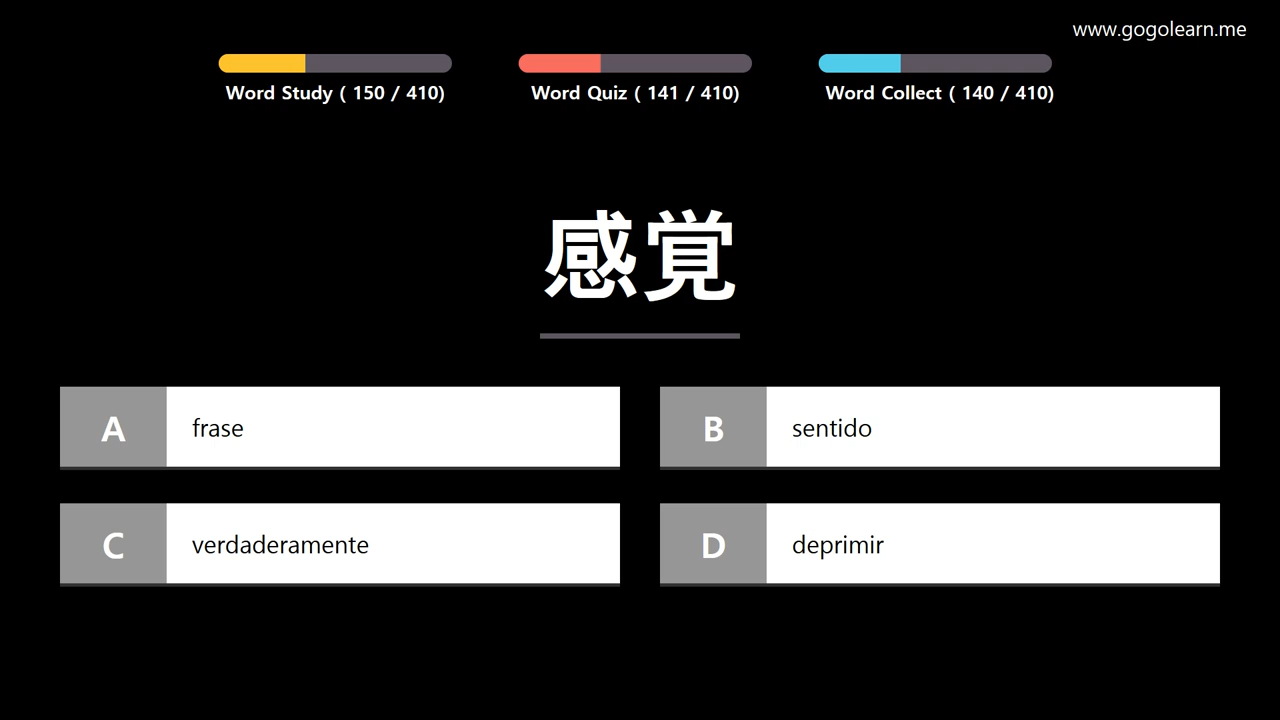 www.gogolearn.me
Word Study ( 150 / 410)
Word Quiz ( 141 / 410)
Word Collect ( 140 / 410)
感覚
A frase
B sentido
C verdaderamente
D deprimir